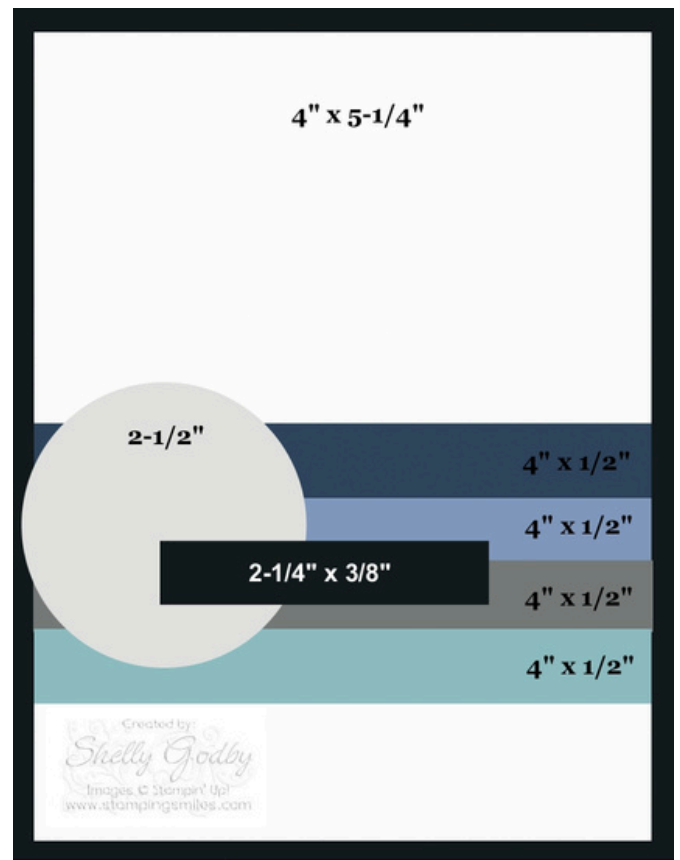 4" x 5-1/4"
2-1/2"
4" x 1/2"
4" x 1/2"
2-1/4" x 3/8"
4" x 1/2"
4" x 1/2"
Created by:
Shelly Godby
Images © Stampin' Up!
www.stampingsmiles.com